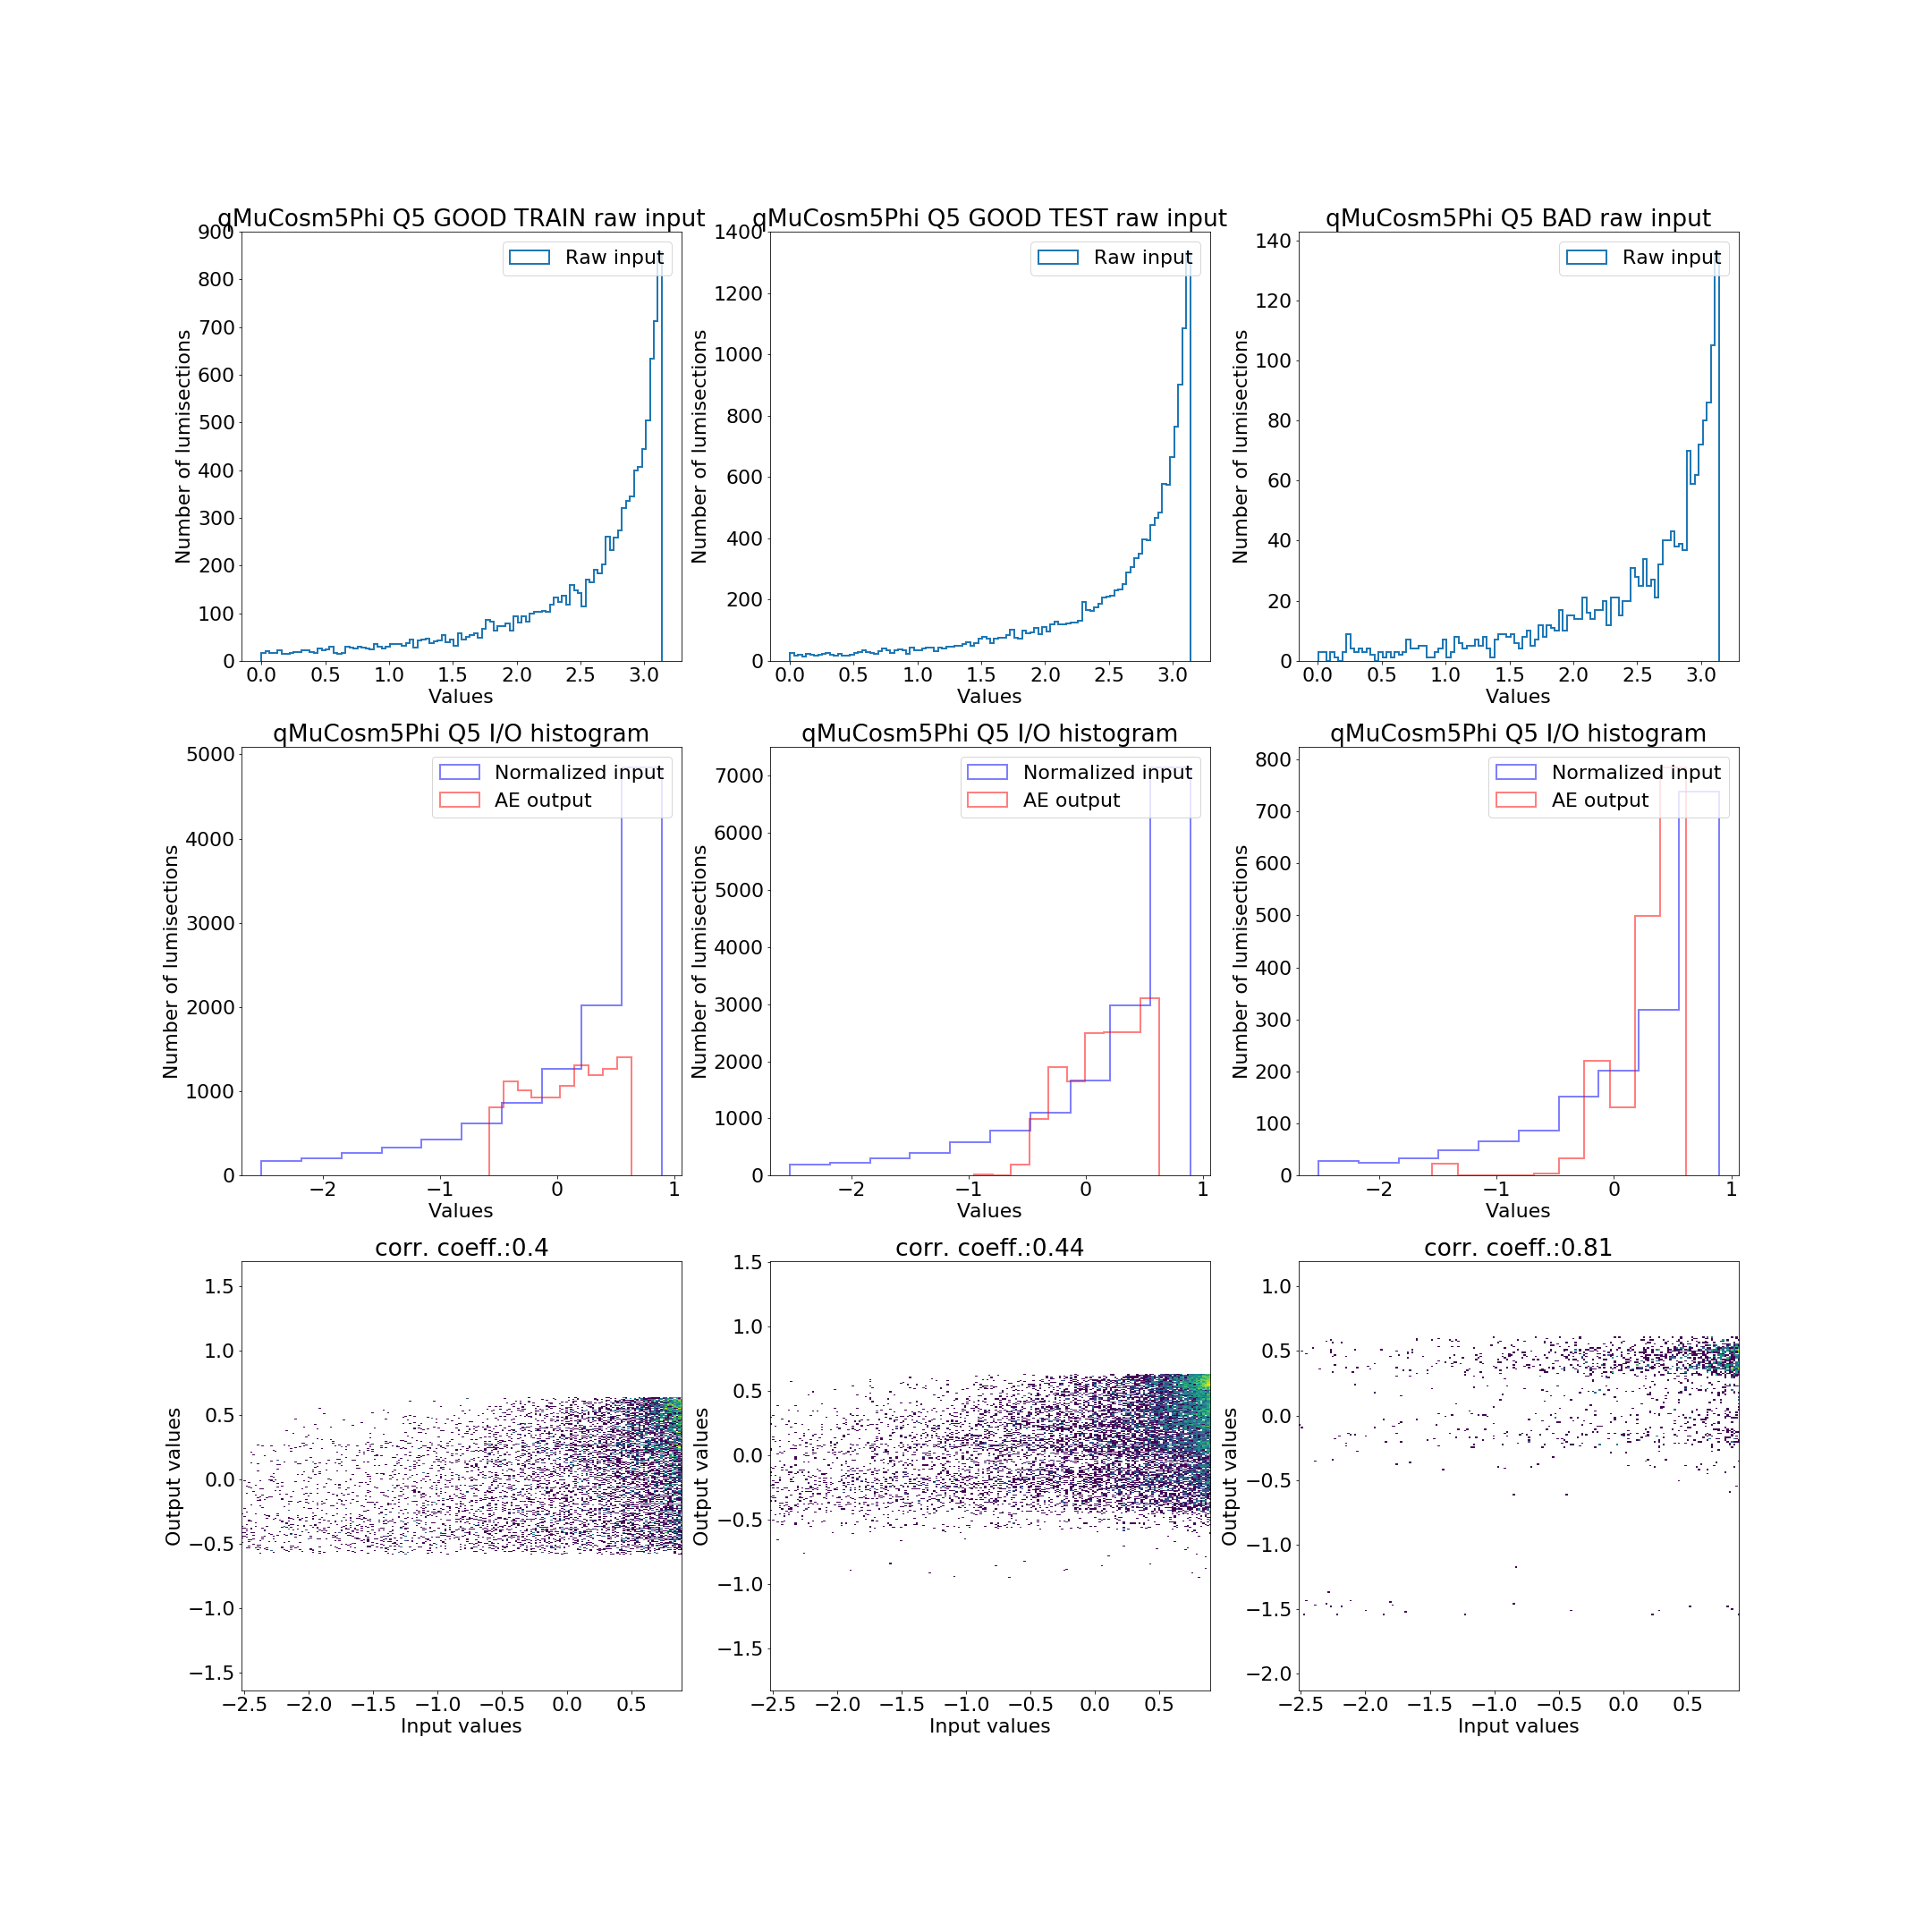 qMuCosm5Phi Q5 GOOD TRAIN raw input
qMuCosm5Phi Q5 GOOD TEST raw input
qMuCosm5Phi Q5 BAD raw input
Number of lumisections
900
800
700
600
500
400
300
200
100
0
Raw input
0.0 0.5 1.0 1.5 2.0 2.5 3.0
Values
Number of lumisections
1400
1200
1000
800
600
400
200
0
Raw input
0.0 0.5 1.0 1.5 2.0 2.5 3.0
Values
Number of lumisections
140
120
100
80
60
40
20
0
Raw input
0.0 0.5 1.0 1.5 2.0 2.5 3.0
Values
qMuCosm5Phi Q5 I/O histogram
Number of lumisections
5000
4000
3000
2000
1000
0
Normalized input
AE output
−2 −1 0 1
Values
qMuCosm5Phi Q5 I/O histogram
Number of lumisections
7000
6000
5000
4000
3000
2000
1000
0
Normalized input
AE output
−2 −1 0 1
Values
qMuCosm5Phi Q5 I/O histogram
Number of lumisections
800
700
600
500
400
300
200
100
0
Normalized input
AE output
−2 −1 0 1
Values
corr. coeff.:0.4
Output values
1.5
1.0
0.5
0.0
−0.5
−1.0
−1.5
−2.5 −2.0 −1.5 −1.0 −0.5 0.0 0.5
Input values
corr. coeff.:0.44
Output values
1.5
1.0
0.5
0.0
−0.5
−1.0
−1.5
−2.5 −2.0 −1.5 −1.0 −0.5 0.0 0.5
Input values
corr. coeff.:0.81
Output values
1.0
0.5
0.0
−0.5
−1.0
−1.5
−2.0
−2.5 −2.0 −1.5 −1.0 −0.5 0.0 0.5
Input values